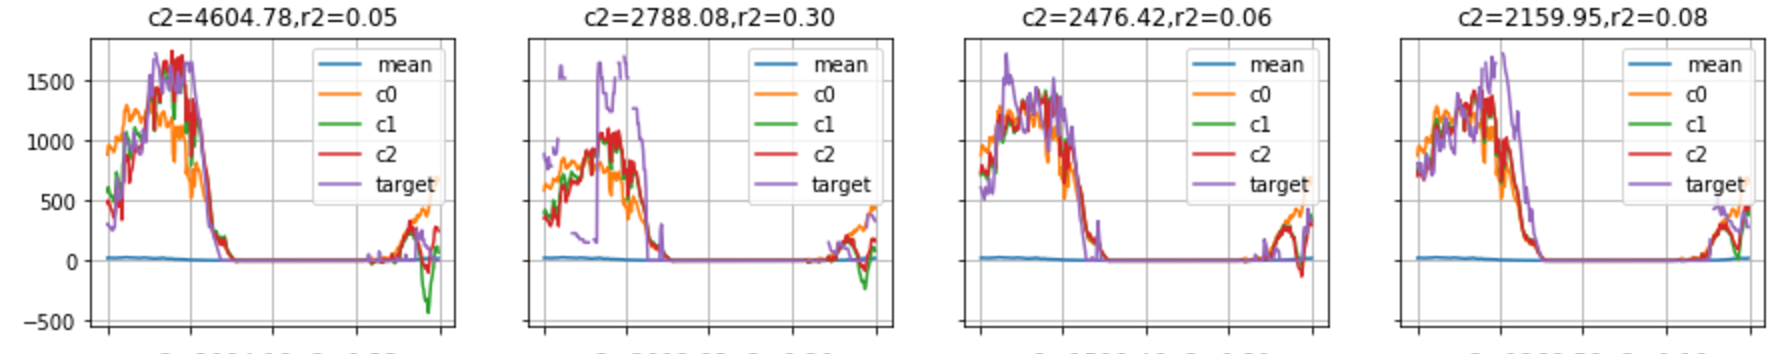 c2=4604.78,r2=0.05
c2=2788.08,r2=0.30
c2=2476.42,r2=0.06
c2=2159.95,r2=0.08
1500
1000
500
0
−500
mean
c0
c1
c2
target
mean
c0
c1
c2
target
mean
c0
c1
c2
target
mean
c0
c1
c2
target